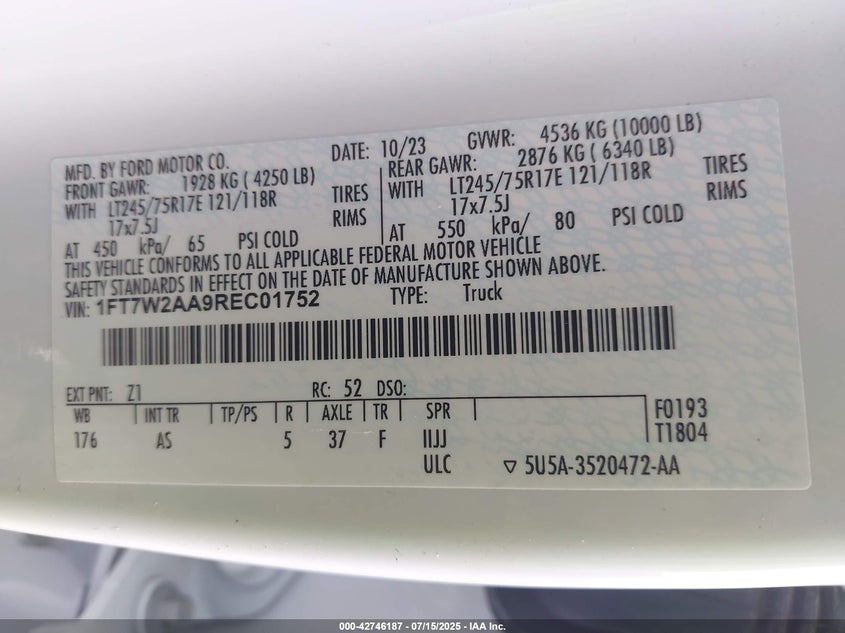 MFD. BY FORD MOTOR CO.
DATE: 10/23 GVWR: 4536 KG (10000 LB)
FRONT GAWR: 1928 KG ( 4250 LB)
WITH LT245/75R17E 121/118R TIRES
17x7.5J RIMS
AT 450 kPa/ 65 PSI COLD
REAR GAWR: 2876 KG ( 6340 LB)
WITH LT245/75R17E 121/118R TIRES
17x7.5J RIMS
AT 550 kPa/ 80 PSI COLD
THIS VEHICLE CONFORMS TO ALL APPLICABLE FEDERAL MOTOR VEHICLE
SAFETY STANDARDS IN EFFECT ON THE DATE OF MANUFACTURE SHOWN ABOVE.
VIN: 1FT7W2AA9REC01752 TYPE: Truck
EXT PNT: Z1 RC: 52 DSO:
WB INT TR TP/PS R AXLE TR SPR F0193
176 AS 5 37 F IIJJ T1804
ULC ▽ 5U5A-3520472-AA
000-42746187 - 07/15/2025 - IAA Inc.